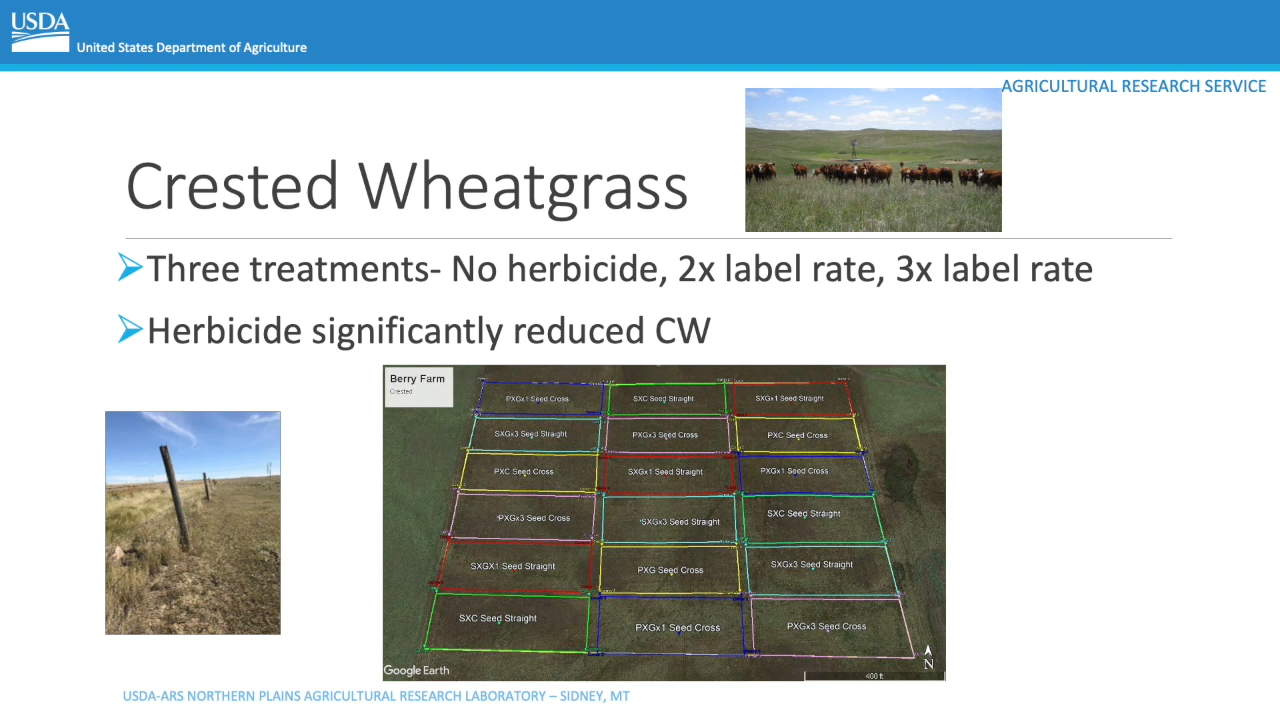 USDA
United States Department of Agriculture
AGRICULTURAL RESEARCH SERVICE
Crested Wheatgrass
Three treatments- No herbicide, 2x label rate, 3x label rate
Herbicide significantly reduced CW
Berry Farm
Crested
PXGx1 Seed Cross
SXC Seed Straight
SXGx1 Seed Straight
SXGx3 Seed Straight
PXGx3 Seed Cross
PXC Seed Cross
PXC Seed Cross
SXGx1 Seed Straight
PXGx1 Seed Cross
PXGx3 Seed Cross
SXGx3 Seed Straight
SXC Seed Straight
SXGX1 Seed Straight
PXG Seed Cross
SXGx3 Seed Straight
SXC Seed Straight
PXGx1 Seed Cross
PXGx3 Seed Cross
N
Google Earth
400 ft
USDA-ARS NORTHERN PLAINS AGRICULTURAL RESEARCH LABORATORY – SIDNEY, MT